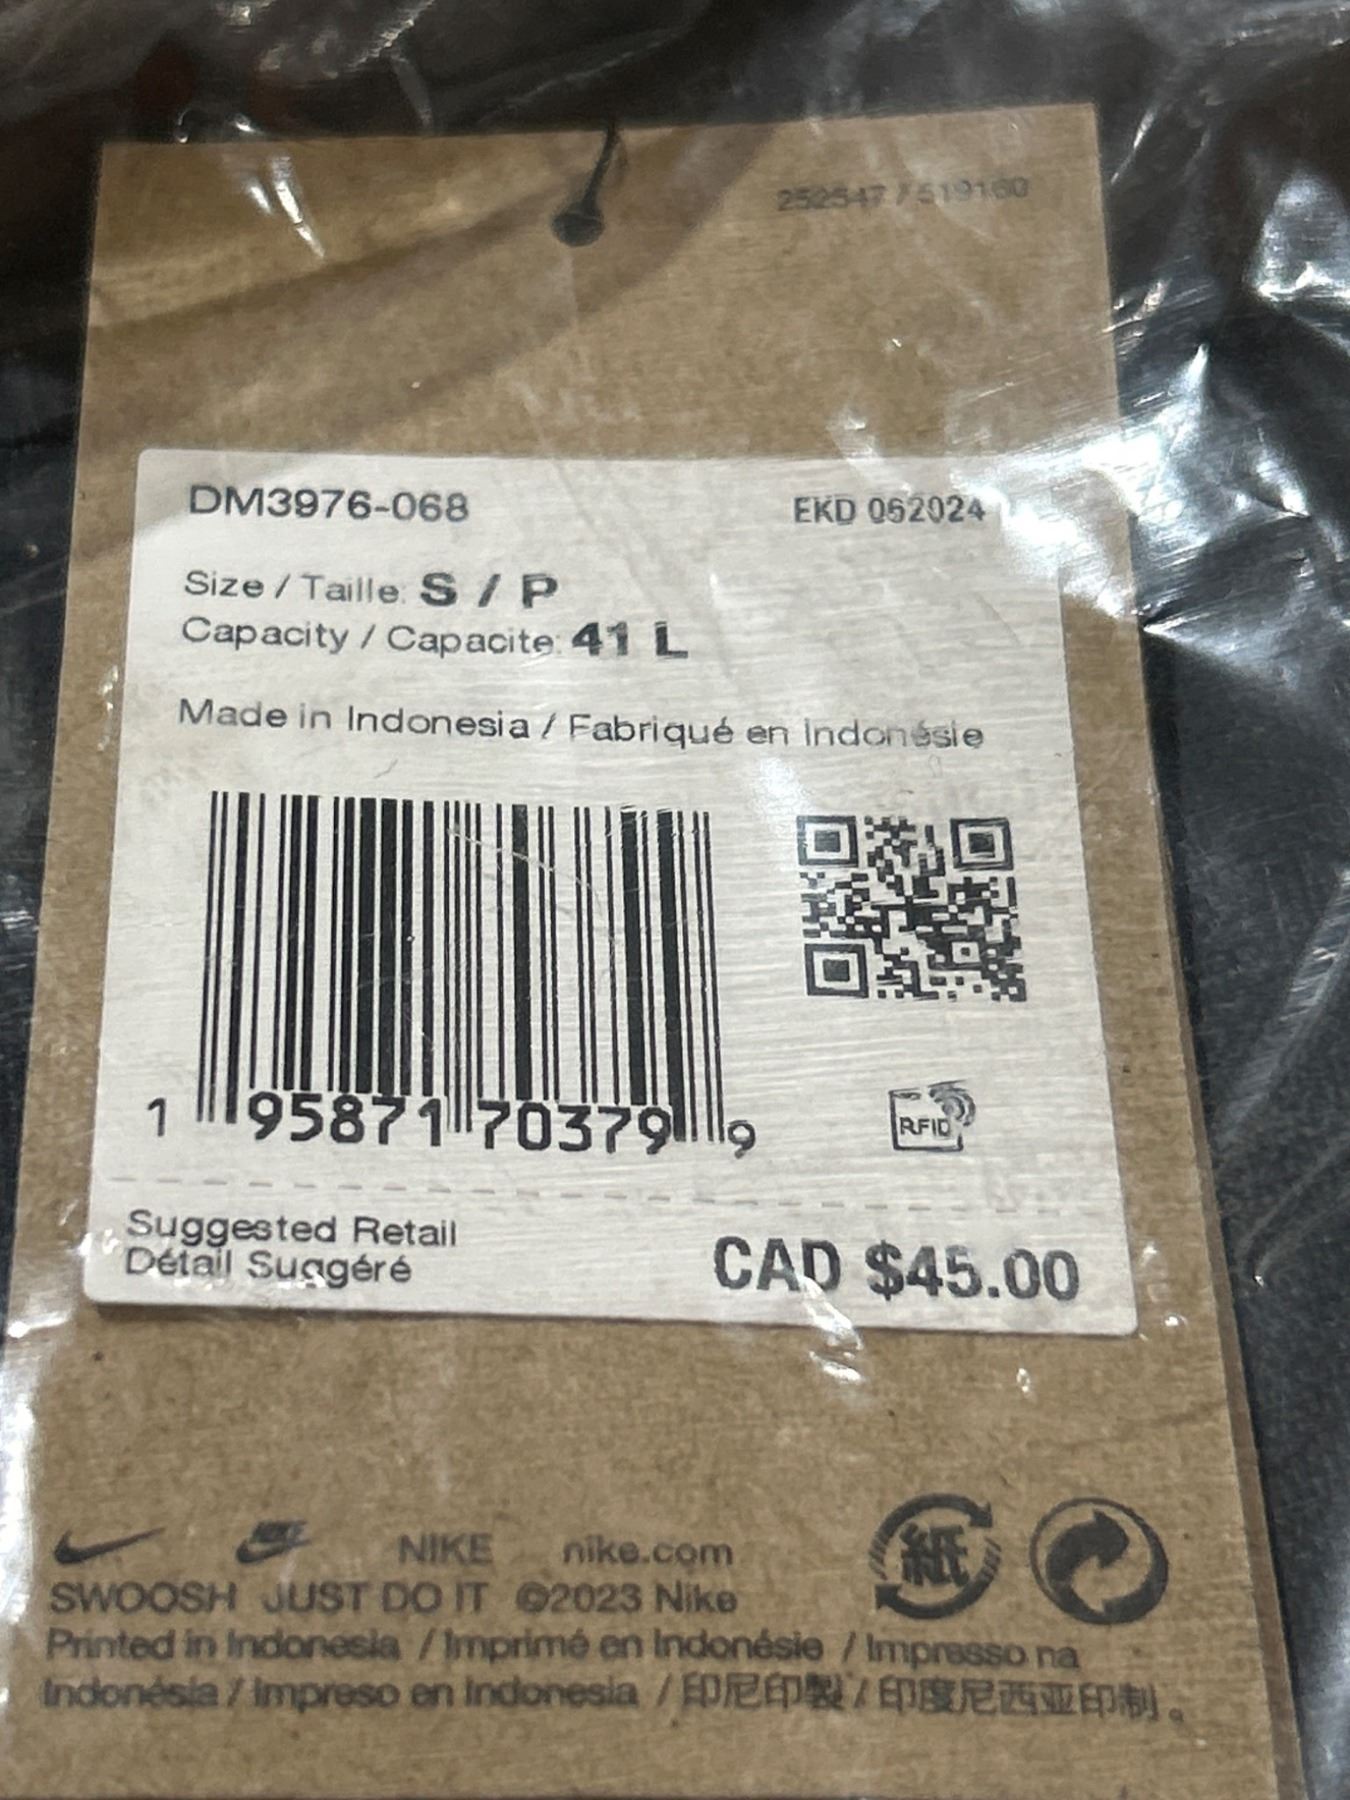 252547 / 519160
DM3976-068
EKD 062024
Size / Taille: S / P
Capacity / Capacite: 41 L
Made in Indonesia / Fabriqué en Indonésie
1 95871 70379 9
RFID
Suggested Retail
Détail Suggéré
CAD $45.00
NIKE nike.com
紙
SWOOSH JUST DO IT ©2023 Nike
Printed in Indonesia / Imprimé en Indonésie / Impresso na
Indonésia / Impreso en Indonesia / 印尼印製 / 印度尼西亚印制。